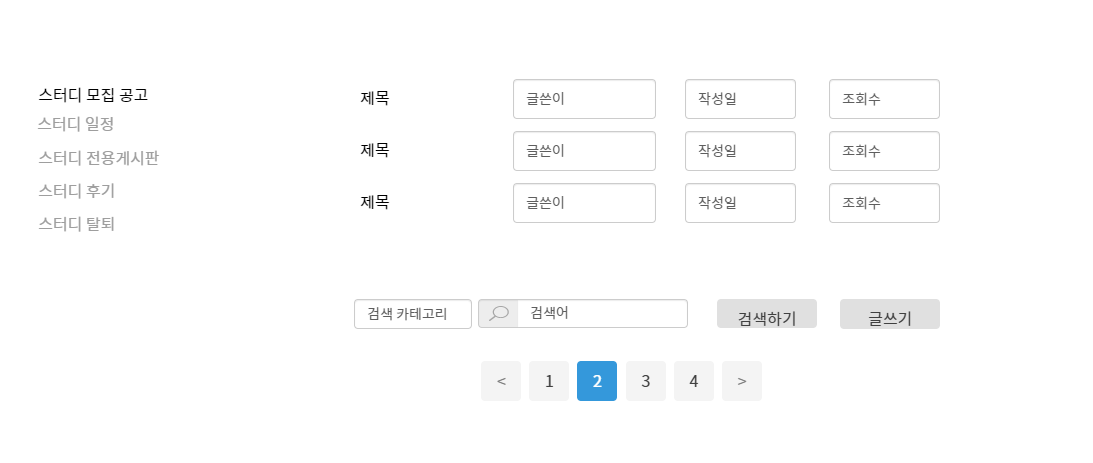 스터디 모집 공고
스터디 일정
스터디 전용게시판
스터디 후기
스터디 탈퇴
제목 글쓴이 작성일 조회수
제목 글쓴이 작성일 조회수
제목 글쓴이 작성일 조회수
검색 카테고리 검색어 검색하기 글쓰기
< 1 2 3 4 >